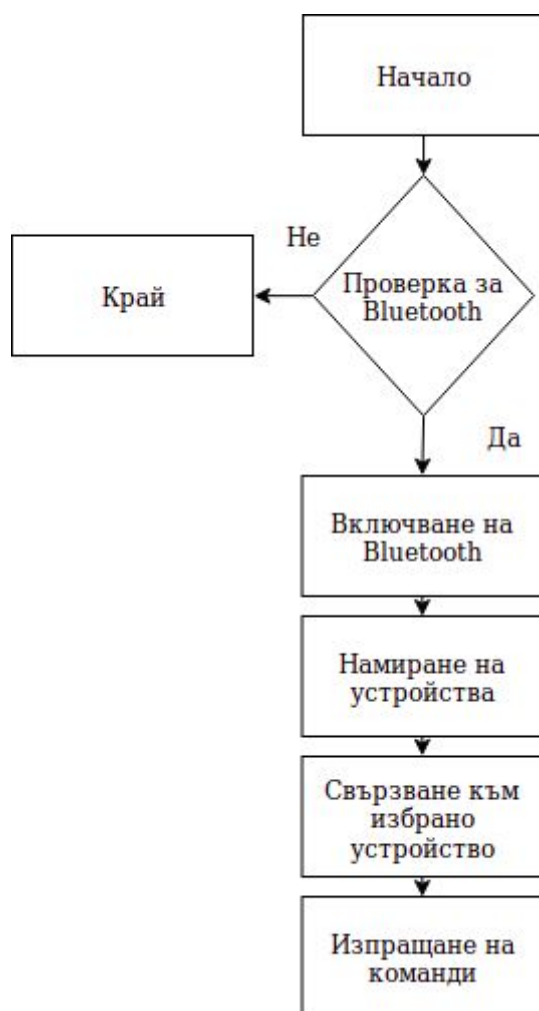 Начало
Не
Проверка за
Bluetooth
Край
Да
Включване на
Bluetooth
Намиране на
устройства
Свързване към
избрано
устройство
Изпращане на
команди